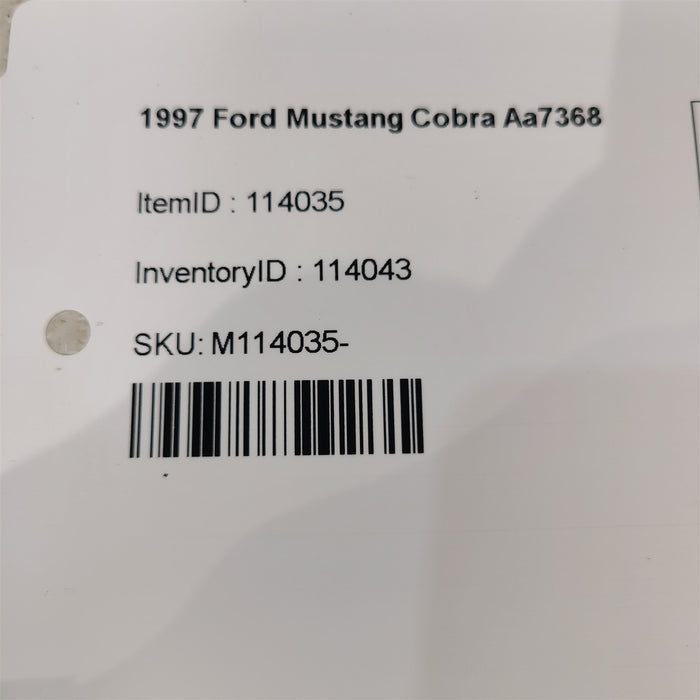 1997 Ford Mustang Cobra Aa7368
ItemID : 114035
InventoryID : 114043
SKU: M114035-